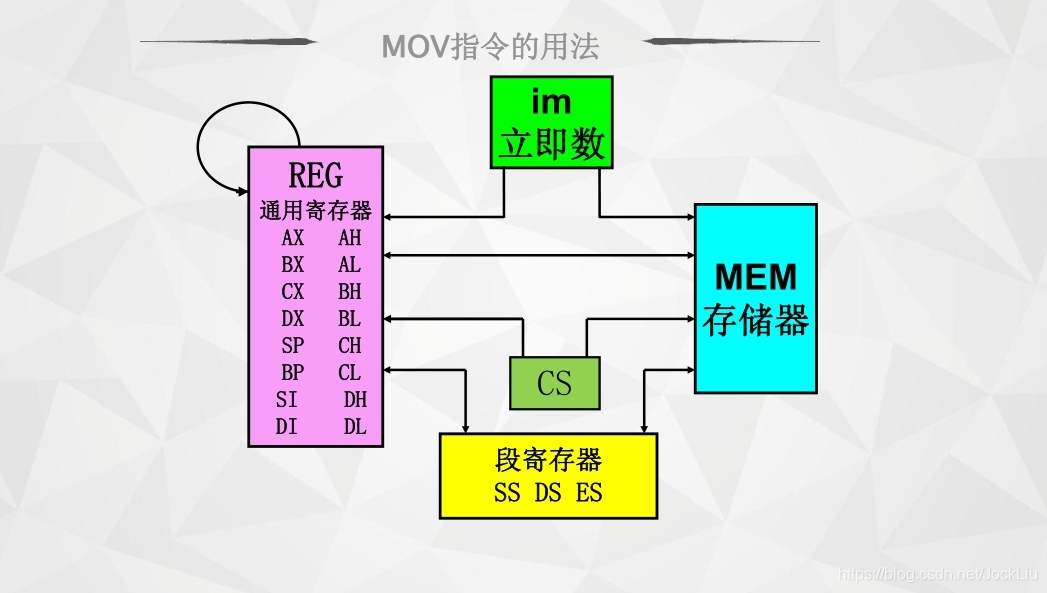 MOV指令的用法
im
立即数
REG
通用寄存器
AX AH
BX AL
CX BH
DX BL
SP CH
BP CL
SI DH
DI DL
MEM
存储器
CS
段寄存器
SS DS ES
https://blog.csdn.net/JockLiu